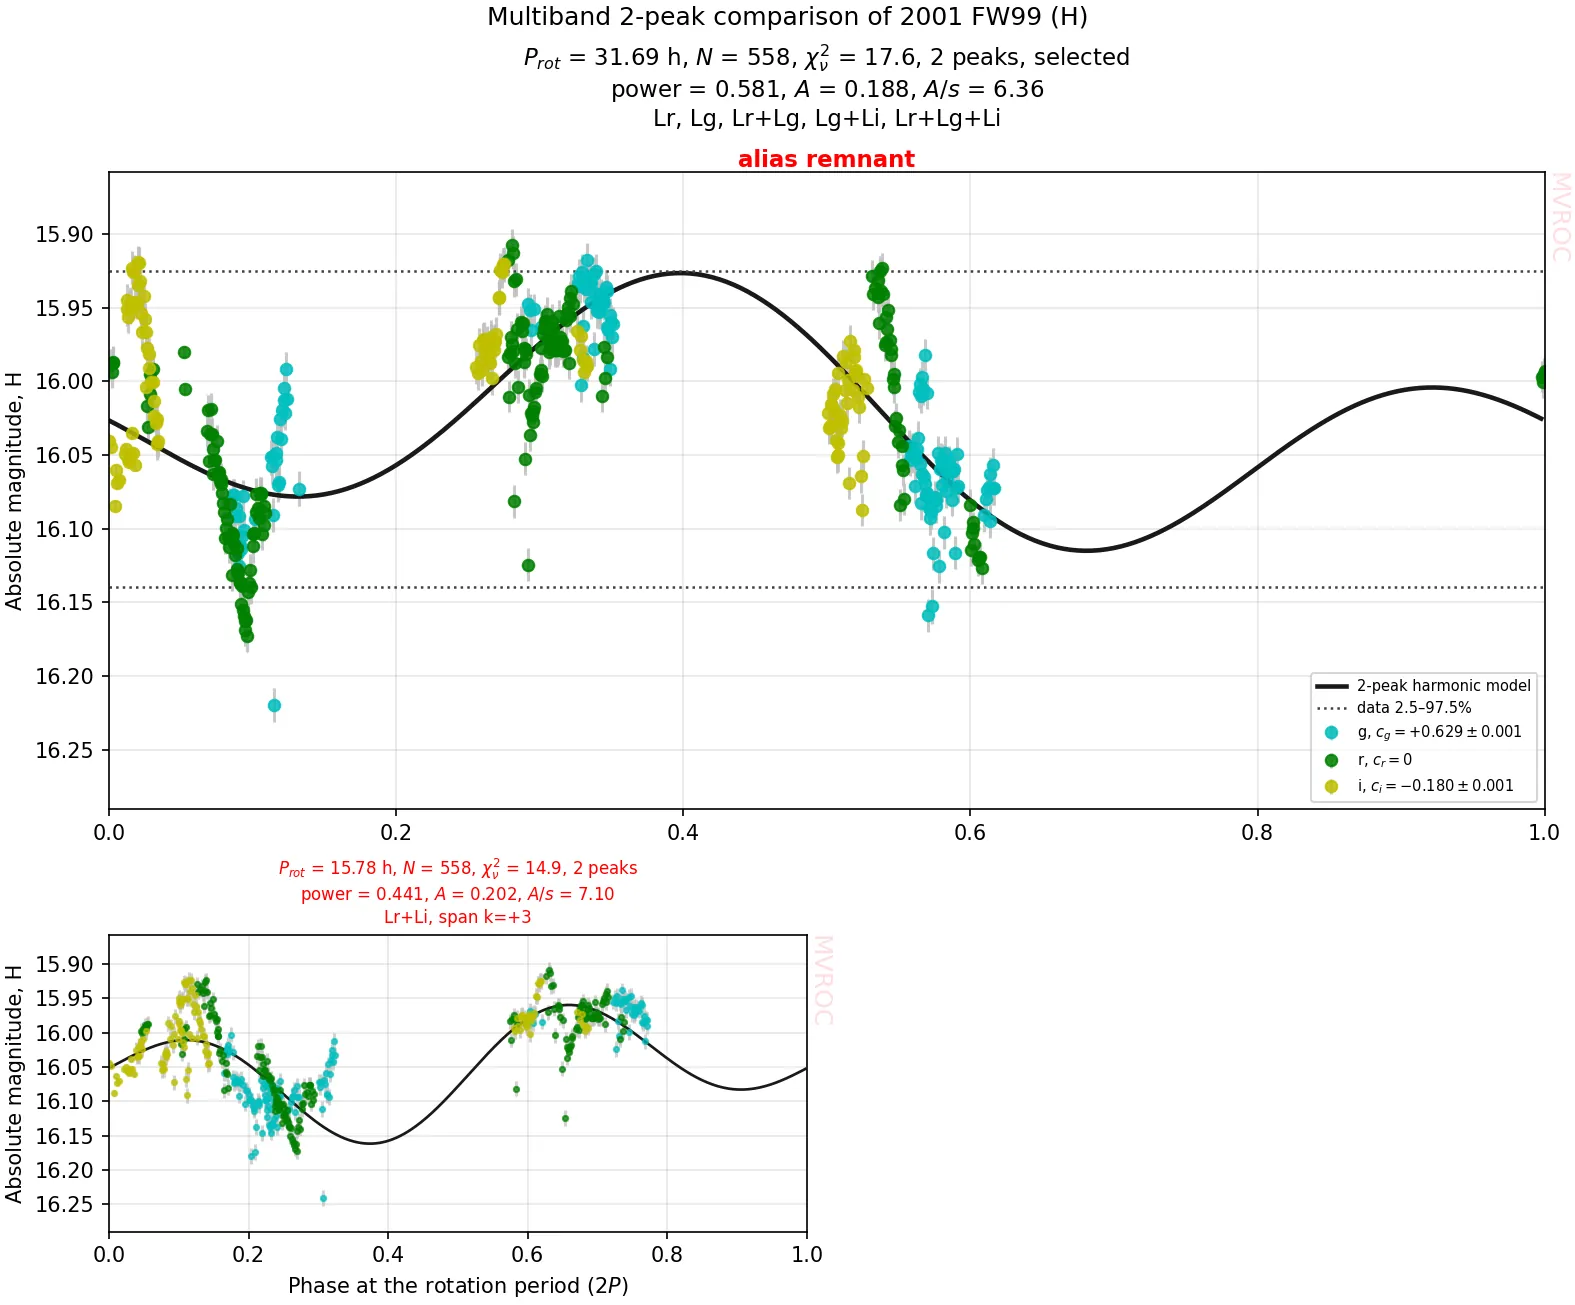 Multiband 2-peak comparison of 2001 FW99 (H)
P_rot = 31.69 h, N = 558, χ²_ν = 17.6, 2 peaks, selected
power = 0.581, A = 0.188, A/s = 6.36
Lr, Lg, Lr+Lg, Lg+Li, Lr+Lg+Li
alias remnant
MVROC
Absolute magnitude, H
15.90
15.95
16.00
16.05
16.10
16.15
16.20
16.25
2-peak harmonic model
data 2.5–97.5%
g, c_g = +0.629 ± 0.001
r, c_r = 0
i, c_i = −0.180 ± 0.001
0.0 0.2 0.4 0.6 0.8 1.0
P_rot = 15.78 h, N = 558, χ²_ν = 14.9, 2 peaks
power = 0.441, A = 0.202, A/s = 7.10
Lr+Li, span k=+3
MVROC
Absolute magnitude, H
15.90
15.95
16.00
16.05
16.10
16.15
16.20
16.25
0.0 0.2 0.4 0.6 0.8 1.0
Phase at the rotation period (2P)